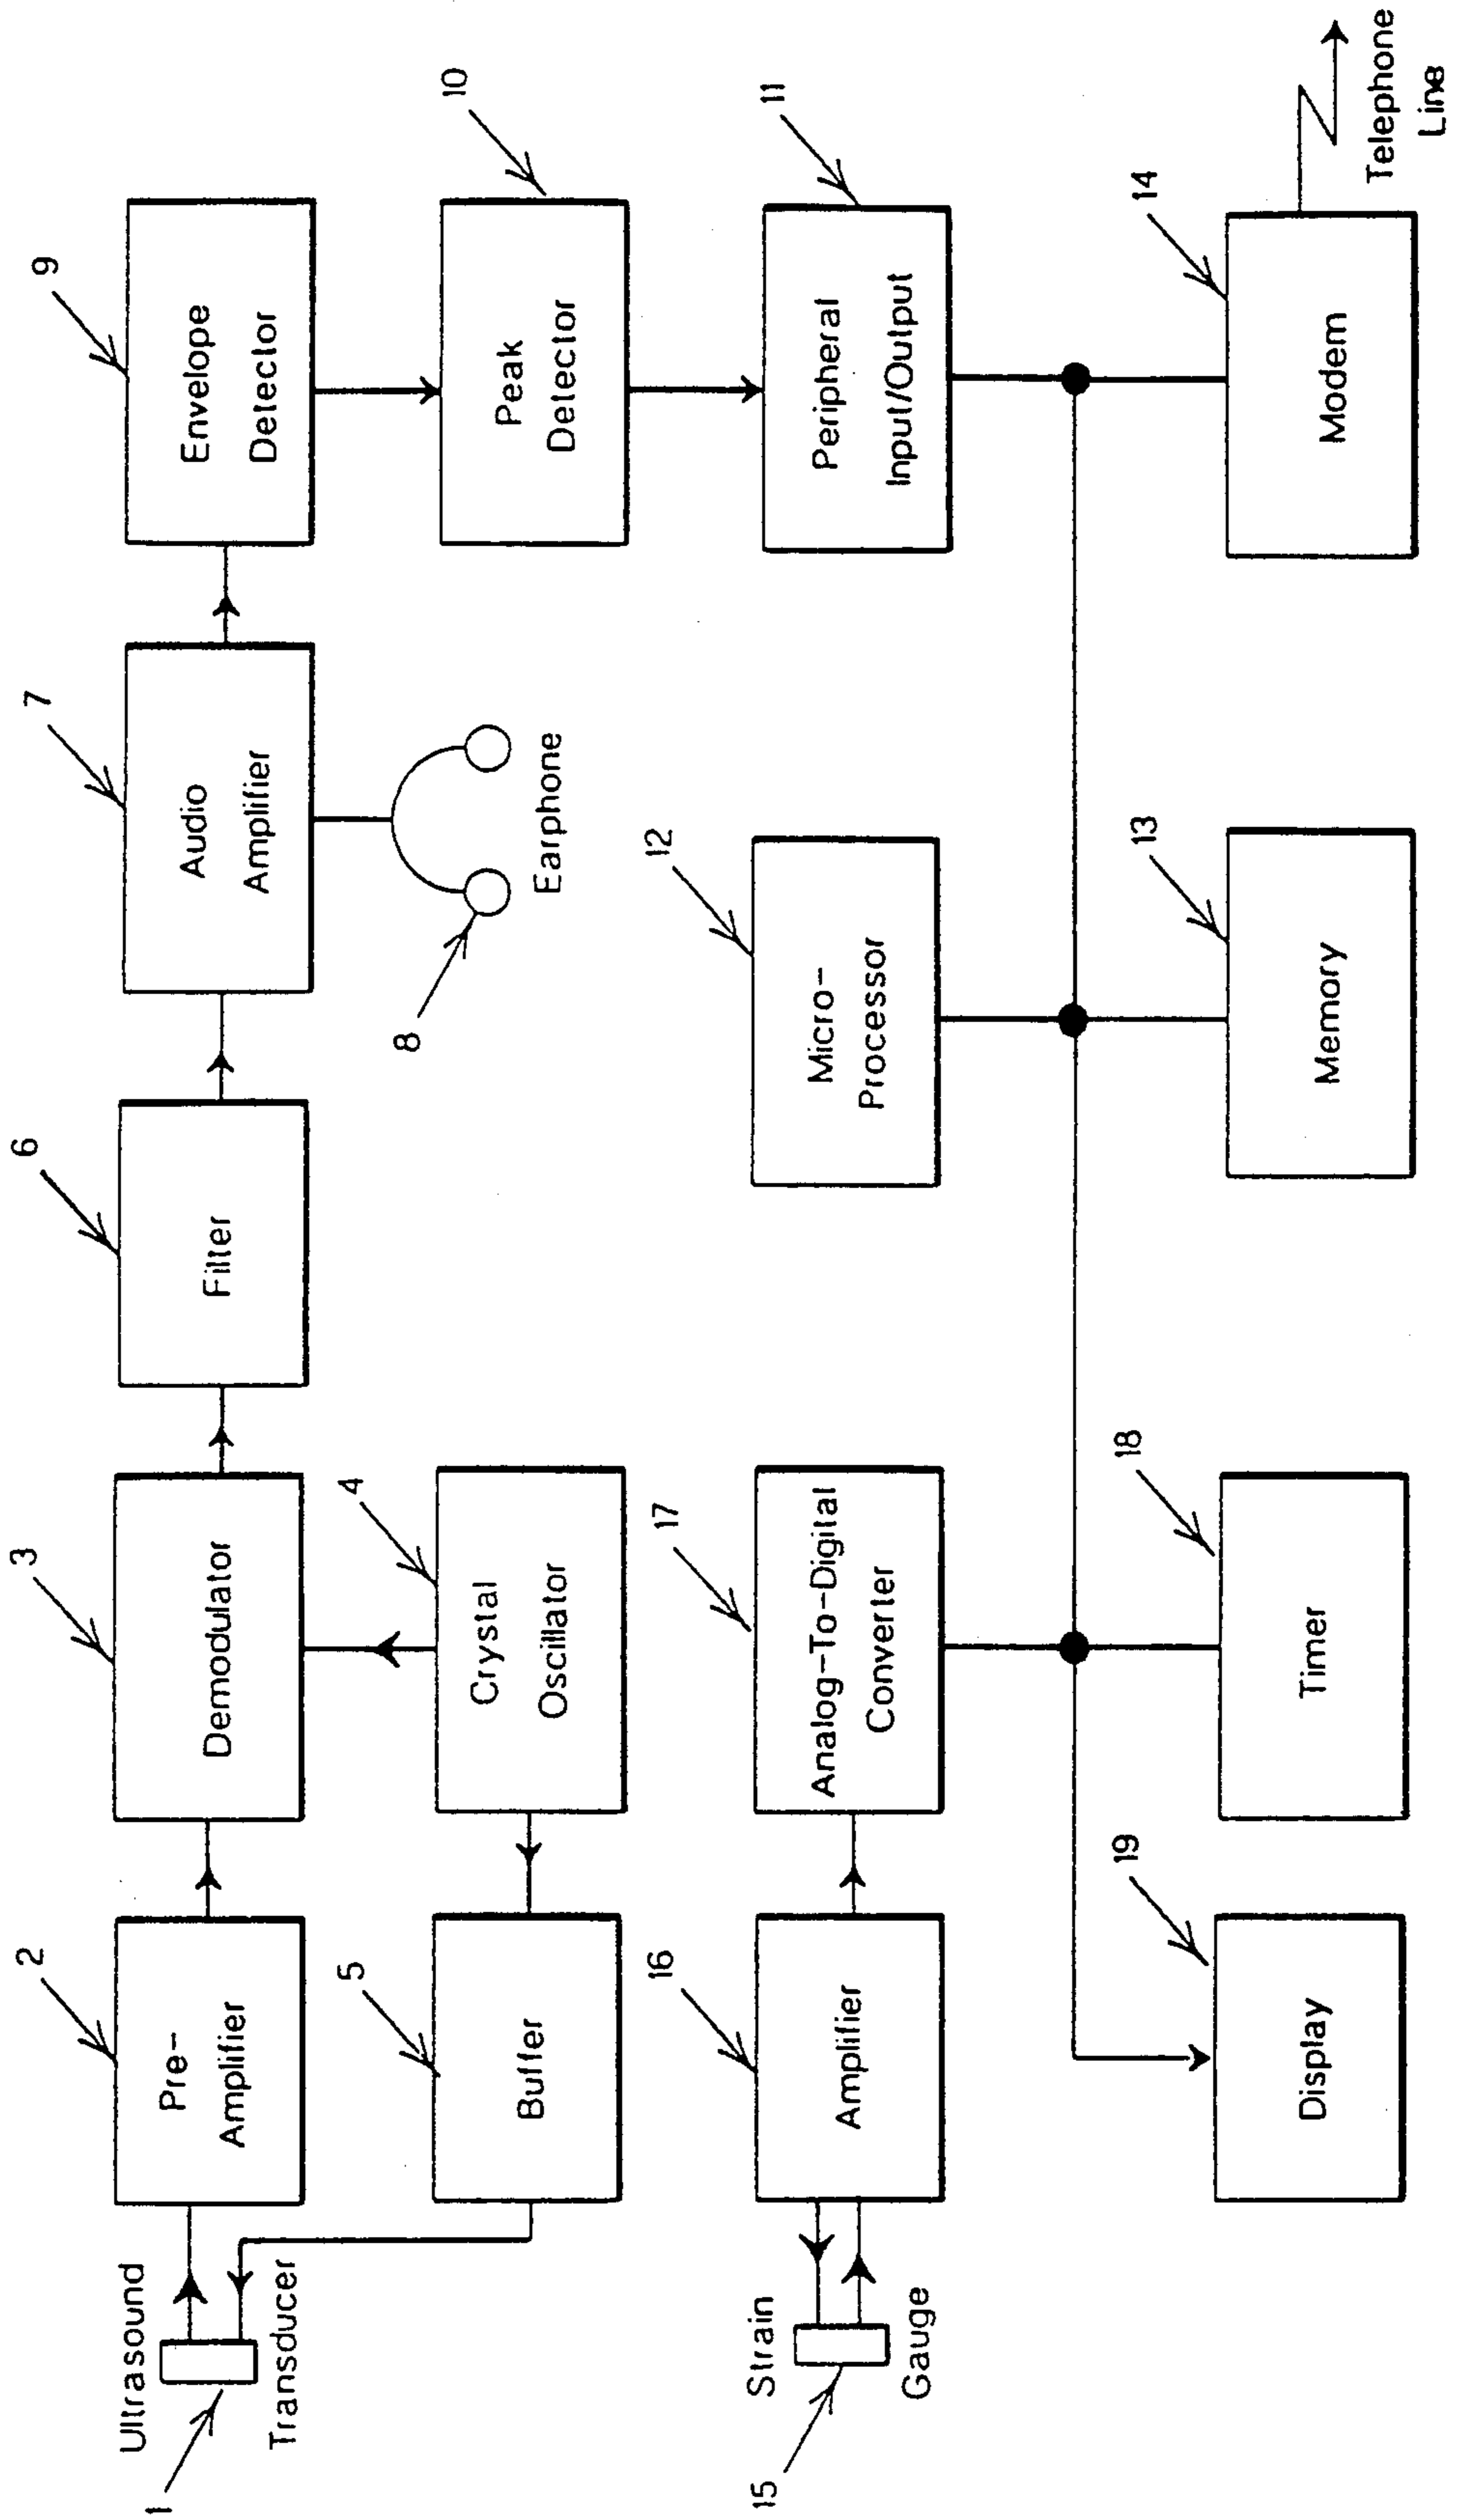 1
Ultrasound
Transducer
2
Pre-
Amplifier
3
Demodulator
6
Filter
7
Audio
Amplifier
8
Earphone
9
Envelope
Detector
5
Buffer
4
Crystal
Oscillator
10
Peak
Detector
15
Strain
Gauge
16
Amplifier
17
Analog-To-Digital
Converter
12
Micro-
Processor
11
Peripheral
Input/Output
19
Display
18
Timer
13
Memory
14
Modem
Telephone
Line